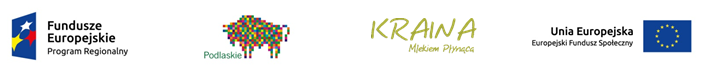 Fundusze
Europejskie
Program Regionalny
Podlaskie
KRAINA
Mlekiem Płynąca
Unia Europejska
Europejski Fundusz Społeczny